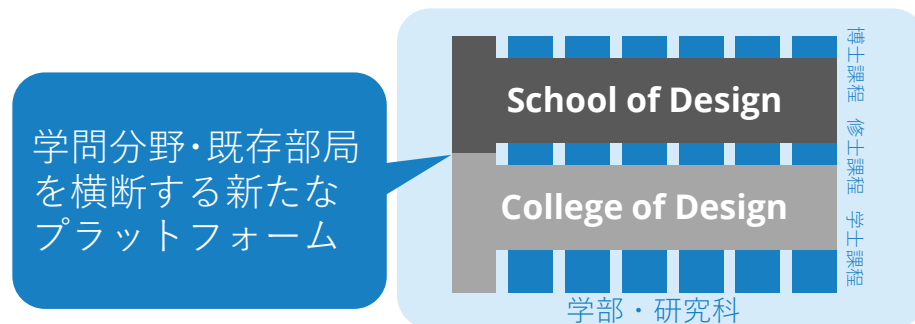 学問分野・既存部局
を横断する新たな
プラットフォーム
School of Design
College of Design
博士課程 修士課程 学士課程
学部・研究科